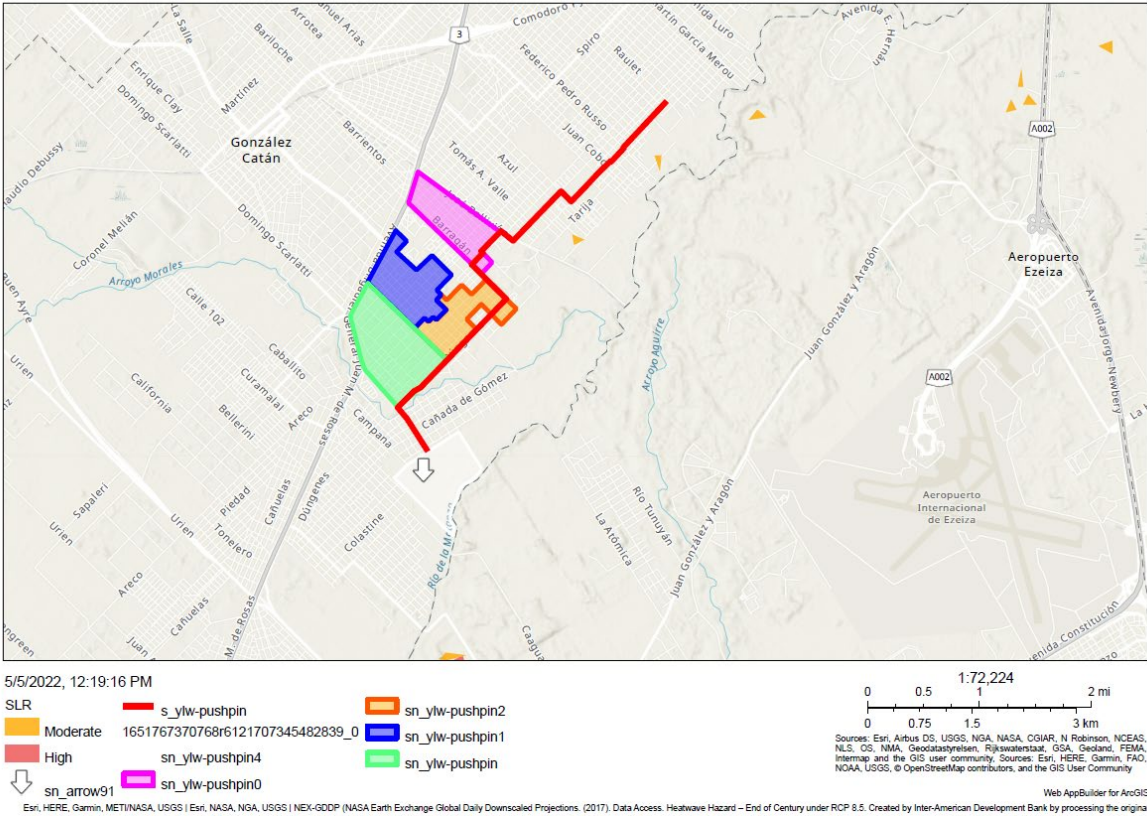 La Salle
Manuel Arias
Arrotea
Bariloche
Enrique Clay
Martínez
Domingo Scarlatti
González
Catán
Barrientos
3
Comodoro
Martín García Merou
Avenida Luro
Spiro
Raulet
Federico Pedro Russo
Juan Cobo
Azul
Tomás A. Valle
Tarija
Avenida E.
Hernán
A002
Claudio Debussy
Coronel Melián
Domingo Scarlatti
Arroyo Morales
Calle 102
Barragán
Buen Ayre
Urien
California
Caballito
Curamalal
Bellerini
Areco
Campana
General Juan M. de Rosas
Cañada de Gómez
Arroyo Aguirre
Juan González y Aragón
Aeropuerto
Ezeiza
Avenida Jorge Newbery
A002
Aeropuerto
Internacional
de Ezeiza
Sapaleri
Urien
Piedad
Tonelero
Cañuelas
Dúngenes
Colastine
Urien
Areco
Cañuelas
M. de Rosas
Río de la
La Atómica
Río Tunuyán
Juan González y Aragón
Avenida Constitución
5/5/2022, 12:19:16 PM
SLR
Moderate
High
sn_arrow91
s_ylw-pushpin
1651767370768r6121707345482839_0
sn_ylw-pushpin4
sn_ylw-pushpin0
sn_ylw-pushpin2
sn_ylw-pushpin1
sn_ylw-pushpin
1:72,224
0 0.5 1 2 mi
0 0.75 1.5 3 km
Sources: Esri, Airbus DS, USGS, NGA, NASA, CGIAR, N Robinson, NCEAS,
NLS, OS, NMA, Geodatastyrelsen, Rijkswaterstaat, GSA, Geoland, FEMA,
Intermap and the GIS user community, Sources: Esri, HERE, Garmin, FAO,
NOAA, USGS, © OpenStreetMap contributors, and the GIS User Community
Web AppBuilder for ArcGIS
Esri, HERE, Garmin, METI/NASA, USGS | Esri, NASA, NGA, USGS | NEX-GDDP (NASA Earth Exchange Global Daily Downscaled Projections. (2017). Data Access. Heatwave Hazard – End of Century under RCP 8.5. Created by Inter-American Development Bank by processing the origina